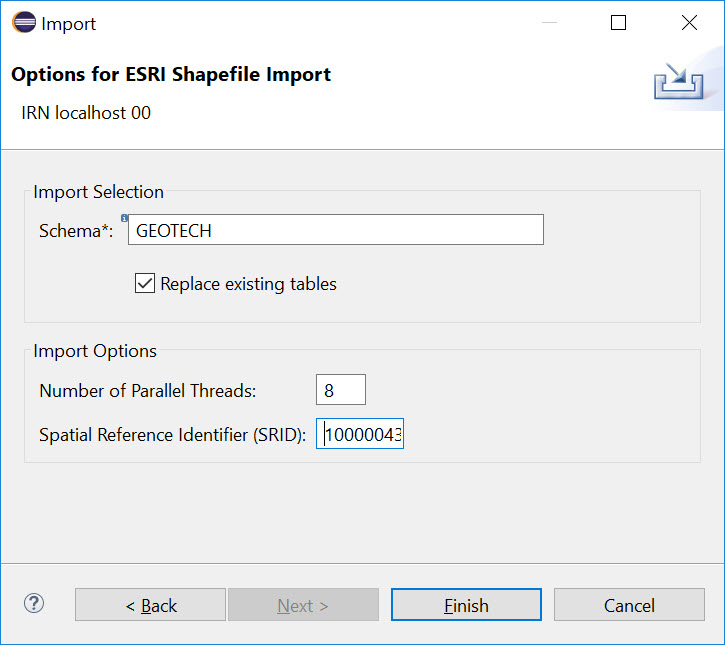 Import
Options for ESRI Shapefile Import
IRN localhost 00
Import Selection
Schema*: GEOTECH
Replace existing tables
Import Options
Number of Parallel Threads: 8
Spatial Reference Identifier (SRID): 10000043
? < Back Next > Finish Cancel